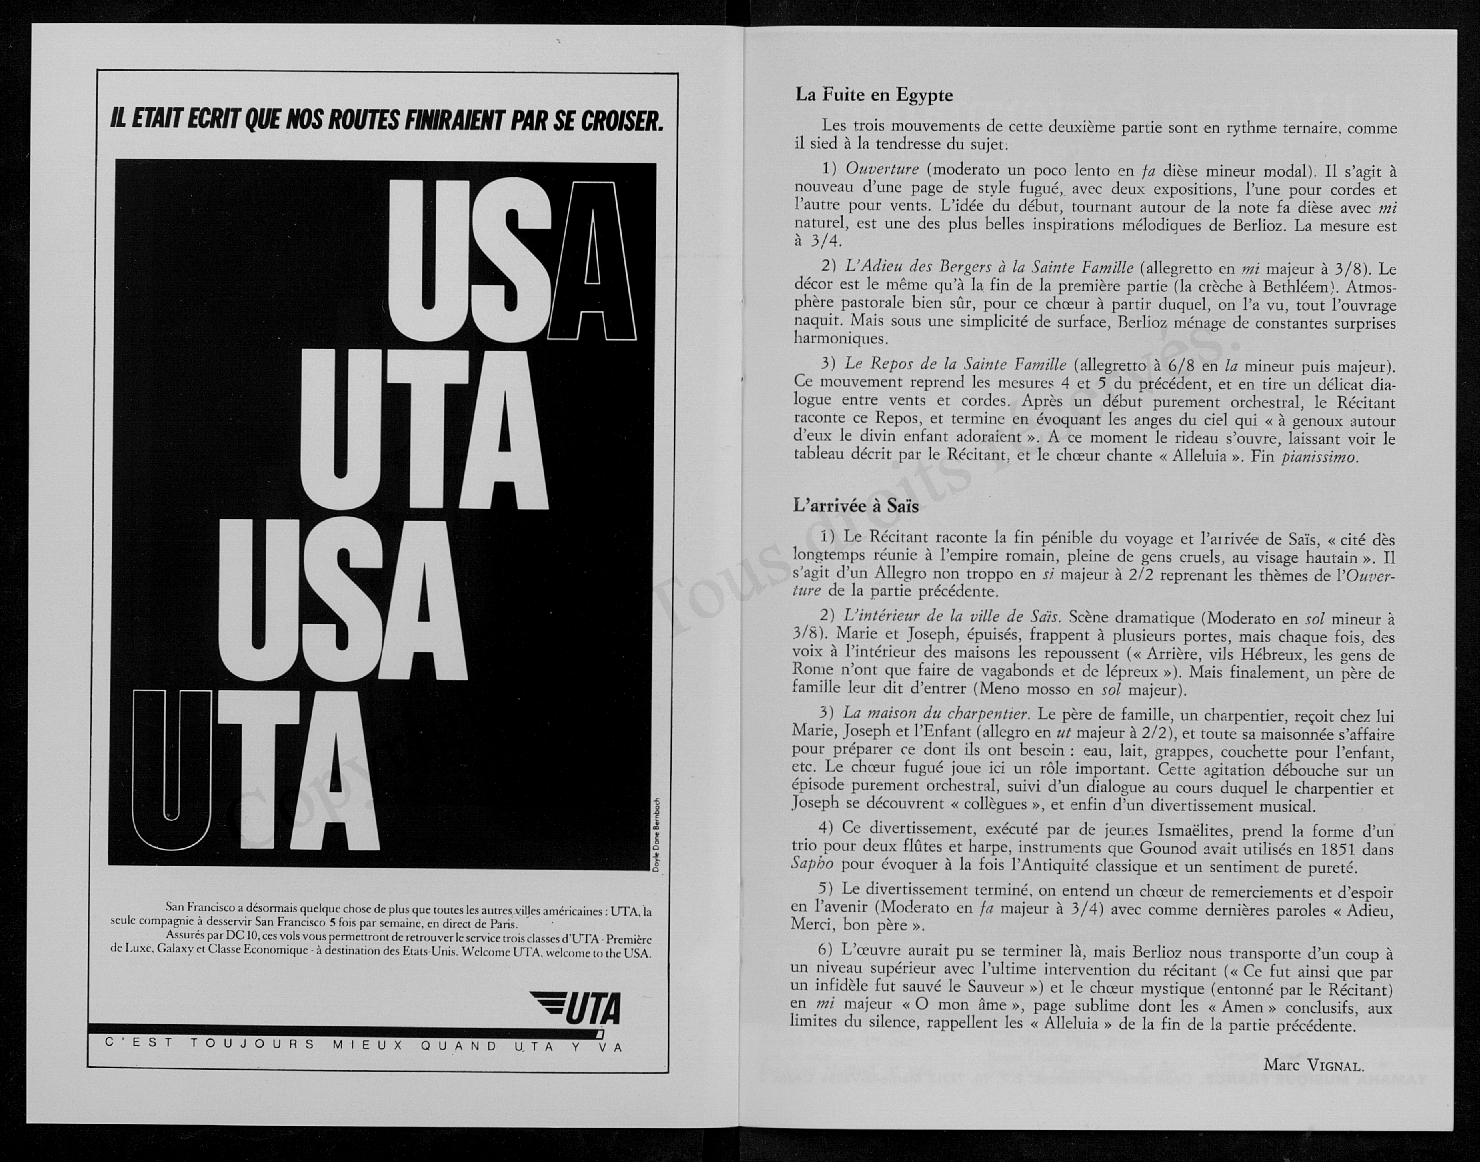 IL ETAIT ECRIT QUE NOS ROUTES FINIRAIENT PAR SE CROISER.
USA
UTA
USA
UTA
Doyle Dane Bernbach
San Francisco a désormais quelque chose de plus que toutes les autres villes américaines : UTA, la
seule compagnie à desservir San Francisco 5 fois par semaine, en direct de Paris.
Assurés par DC 10, ces vols vous permettront de retrouver le service trois classes d'UTA - Première
de Luxe, Galaxy et Classe Economique - à destination des Etats-Unis. Welcome UTA, welcome to the USA.
UTA
C'EST TOUJOURS MIEUX QUAND UTA Y VA
La Fuite en Egypte
Les trois mouvements de cette deuxième partie sont en rythme ternaire, comme
il sied à la tendresse du sujet.
1) Ouverture (moderato un poco lento en fa dièse mineur modal). Il s'agit à
nouveau d'une page de style fugué, avec deux expositions, l'une pour cordes et
l'autre pour vents. L'idée du début, tournant autour de la note fa dièse avec mi
naturel, est une des plus belles inspirations mélodiques de Berlioz. La mesure est
à 3/4.
2) L'Adieu des Bergers à la Sainte Famille (allegretto en mi majeur à 3/8). Le
décor est le même qu'à la fin de la première partie (la crèche à Bethléem). Atmos-
phère pastorale bien sûr, pour ce chœur à partir duquel, on l'a vu, tout l'ouvrage
naquit. Mais sous une simplicité de surface, Berlioz ménage de constantes surprises
harmoniques.
3) Le Repos de la Sainte Famille (allegretto à 6/8 en la mineur puis majeur).
Ce mouvement reprend les mesures 4 et 5 du précédent, et en tire un délicat dia-
logue entre vents et cordes. Après un début purement orchestral, le Récitant
raconte ce Repos, et termine en évoquant les anges du ciel qui « à genoux autour
d'eux le divin enfant adoraient ». A ce moment le rideau s'ouvre, laissant voir le
tableau décrit par le Récitant, et le chœur chante « Alleluia ». Fin pianissimo.
L'arrivée à Saïs
1) Le Récitant raconte la fin pénible du voyage et l'arrivée de Saïs, « cité dès
longtemps réunie à l'empire romain, pleine de gens cruels, au visage hautain ». Il
s'agit d'un Allegro non troppo en si majeur à 2/2 reprenant les thèmes de l'Ouver-
ture de la partie précédente.
2) L'intérieur de la ville de Saïs. Scène dramatique (Moderato en sol mineur à
3/8). Marie et Joseph, épuisés, frappent à plusieurs portes, mais chaque fois, des
voix à l'intérieur des maisons les repoussent (« Arrière, vils Hébreux, les gens de
Rome n'ont que faire de vagabonds et de lépreux »). Mais finalement, un père de
famille leur dit d'entrer (Meno mosso en sol majeur).
3) La maison du charpentier. Le père de famille, un charpentier, reçoit chez lui
Marie, Joseph et l'Enfant (allegro en ut majeur à 2/2), et toute sa maisonnée s'affaire
pour préparer ce dont ils ont besoin : eau, lait, grappes, couchette pour l'enfant,
etc. Le chœur fugué joue ici un rôle important. Cette agitation débouche sur un
épisode purement orchestral, suivi d'un dialogue au cours duquel le charpentier et
Joseph se découvrent « collègues », et enfin d'un divertissement musical.
4) Ce divertissement, exécuté par de jeunes Ismaëlites, prend la forme d'un
trio pour deux flûtes et harpe, instruments que Gounod avait utilisés en 1851 dans
Sapho pour évoquer à la fois l'Antiquité classique et un sentiment de pureté.
5) Le divertissement terminé, on entend un chœur de remerciements et d'espoir
en l'avenir (Moderato en fa majeur à 3/4) avec comme dernières paroles « Adieu,
Merci, bon père ».
6) L'œuvre aurait pu se terminer là, mais Berlioz nous transporte d'un coup à
un niveau supérieur avec l'ultime intervention du récitant (« Ce fut ainsi que par
un infidèle fut sauvé le Sauveur ») et le chœur mystique (entonné par le Récitant)
en mi majeur « O mon âme », page sublime dont les « Amen » conclusifs, aux
limites du silence, rappellent les « Alleluia » de la fin de la partie précédente.
Marc VIGNAL.
Tous droits réservés.